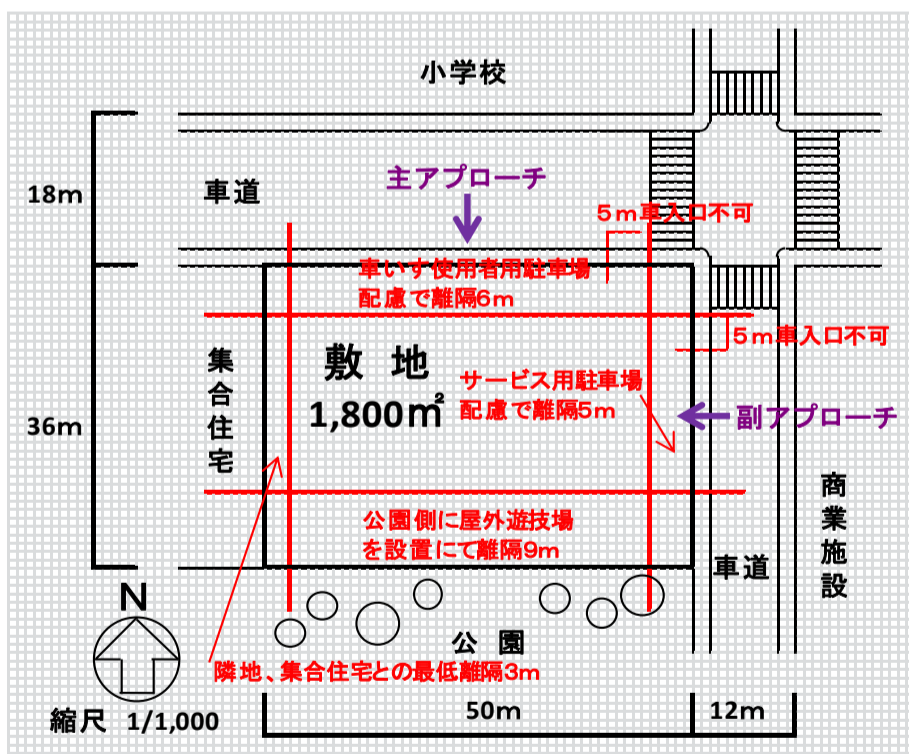 小学校
18m
車道
主アプローチ
5m車入口不可
車いす使用者用駐車場
配慮で離隔6m
5m車入口不可
集合住宅
敷 地
1,800㎡
サービス用駐車場
配慮で離隔5m
副アプローチ
36m
商業施設
公園側に屋外遊技場
を設置にて離隔9m
車道
N
公 園
隣地、集合住宅との最低離隔3m
縮尺 1/1,000
50m
12m